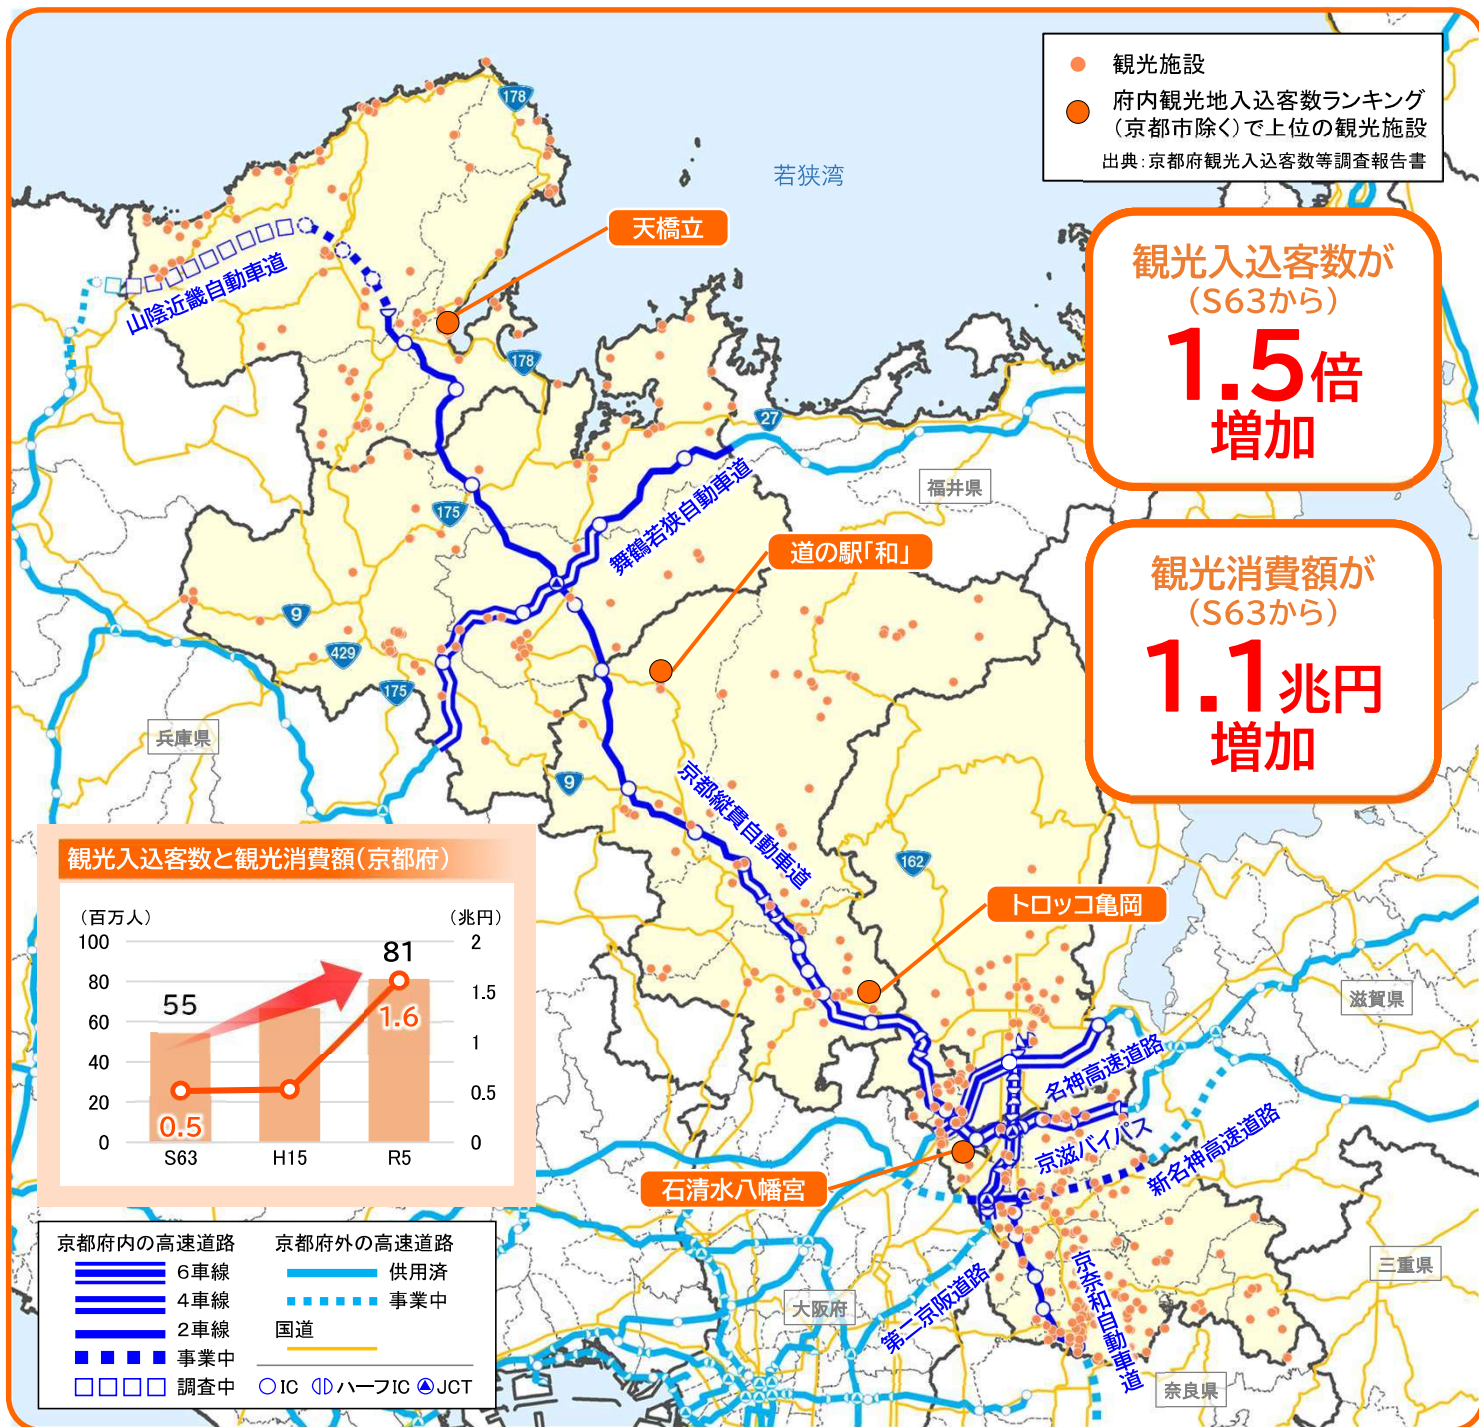 観光施設
府内観光地入込客数ランキング
（京都市除く）で上位の観光施設
出典：京都府観光入込客数等調査報告書
178
若狭湾
天橋立
山陰近畿自動車道
178
27
観光入込客数が
（S63から）
1.5倍
増加
福井県
175
舞鶴若狭自動車道
道の駅「和」
観光消費額が
（S63から）
1.1兆円
増加
9
429
175
兵庫県
9
京都縦貫自動車道
162
トロッコ亀岡
滋賀県
名神高速道路
京滋バイパス
新名神高速道路
石清水八幡宮
第二京阪道路
京奈和自動車道
大阪府
三重県
奈良県
観光入込客数と観光消費額（京都府）
（百万人）
（兆円）
100
80
60
40
20
0
2
1.5
1
0.5
0
55
81
1.6
0.5
S63
H15
R5
京都府内の高速道路
6車線
4車線
2車線
事業中
調査中
京都府外の高速道路
供用済
事業中
国道
IC ハーフIC JCT